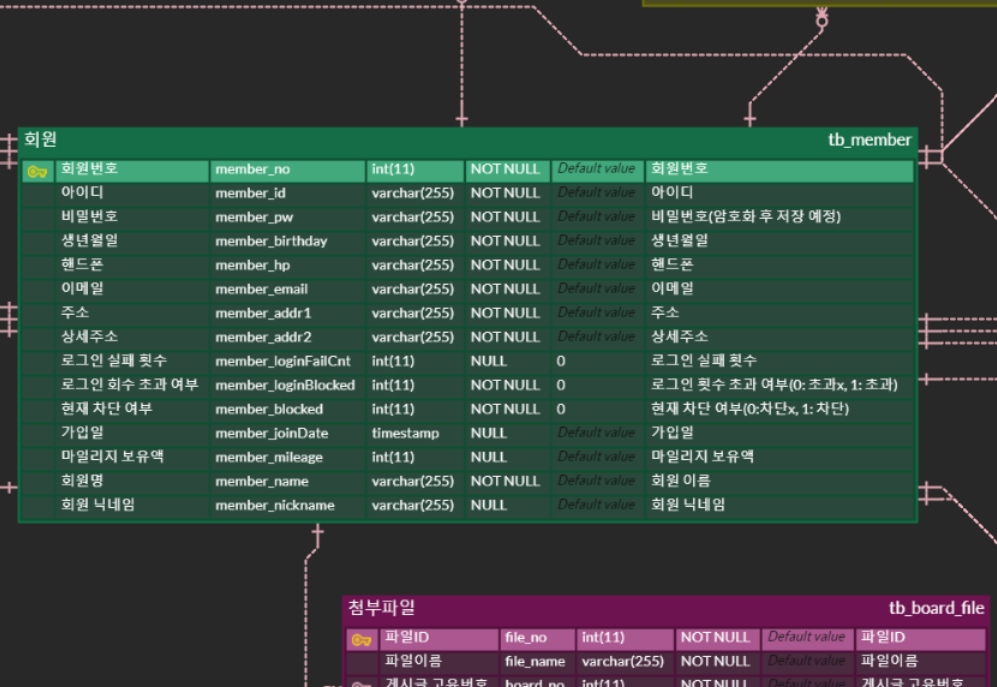 회원 tb_member
회원번호 member_no int(11) NOT NULL Default value 회원번호
아이디 member_id varchar(255) NOT NULL Default value 아이디
비밀번호 member_pw varchar(255) NOT NULL Default value 비밀번호(암호화 후 저장 예정)
생년월일 member_birthday varchar(255) NOT NULL Default value 생년월일
핸드폰 member_hp varchar(255) NOT NULL Default value 핸드폰
이메일 member_email varchar(255) NOT NULL Default value 이메일
주소 member_addr1 varchar(255) NOT NULL Default value 주소
상세주소 member_addr2 varchar(255) NOT NULL Default value 상세주소
로그인 실패 횟수 member_loginFailCnt int(11) NULL 0 로그인 실패 횟수
로그인 회수 초과 여부 member_loginBlocked int(11) NOT NULL 0 로그인 횟수 초과 여부(0: 초과x, 1: 초과)
현재 차단 여부 member_blocked int(11) NOT NULL 0 현재 차단 여부(0:차단x, 1: 차단)
가입일 member_joinDate timestamp NULL Default value 가입일
마일리지 보유액 member_mileage int(11) NULL Default value 마일리지 보유액
회원명 member_name varchar(255) NOT NULL Default value 회원 이름
회원 닉네임 member_nickname varchar(255) NULL Default value 회원 닉네임
첨부파일 tb_board_file
파일ID file_no int(11) NOT NULL Default value 파일ID
파일이름 file_name varchar(255) NOT NULL Default value 파일이름
게시글 고유번호 board_no int(11) NOT NULL Default value 게시글 고유번호